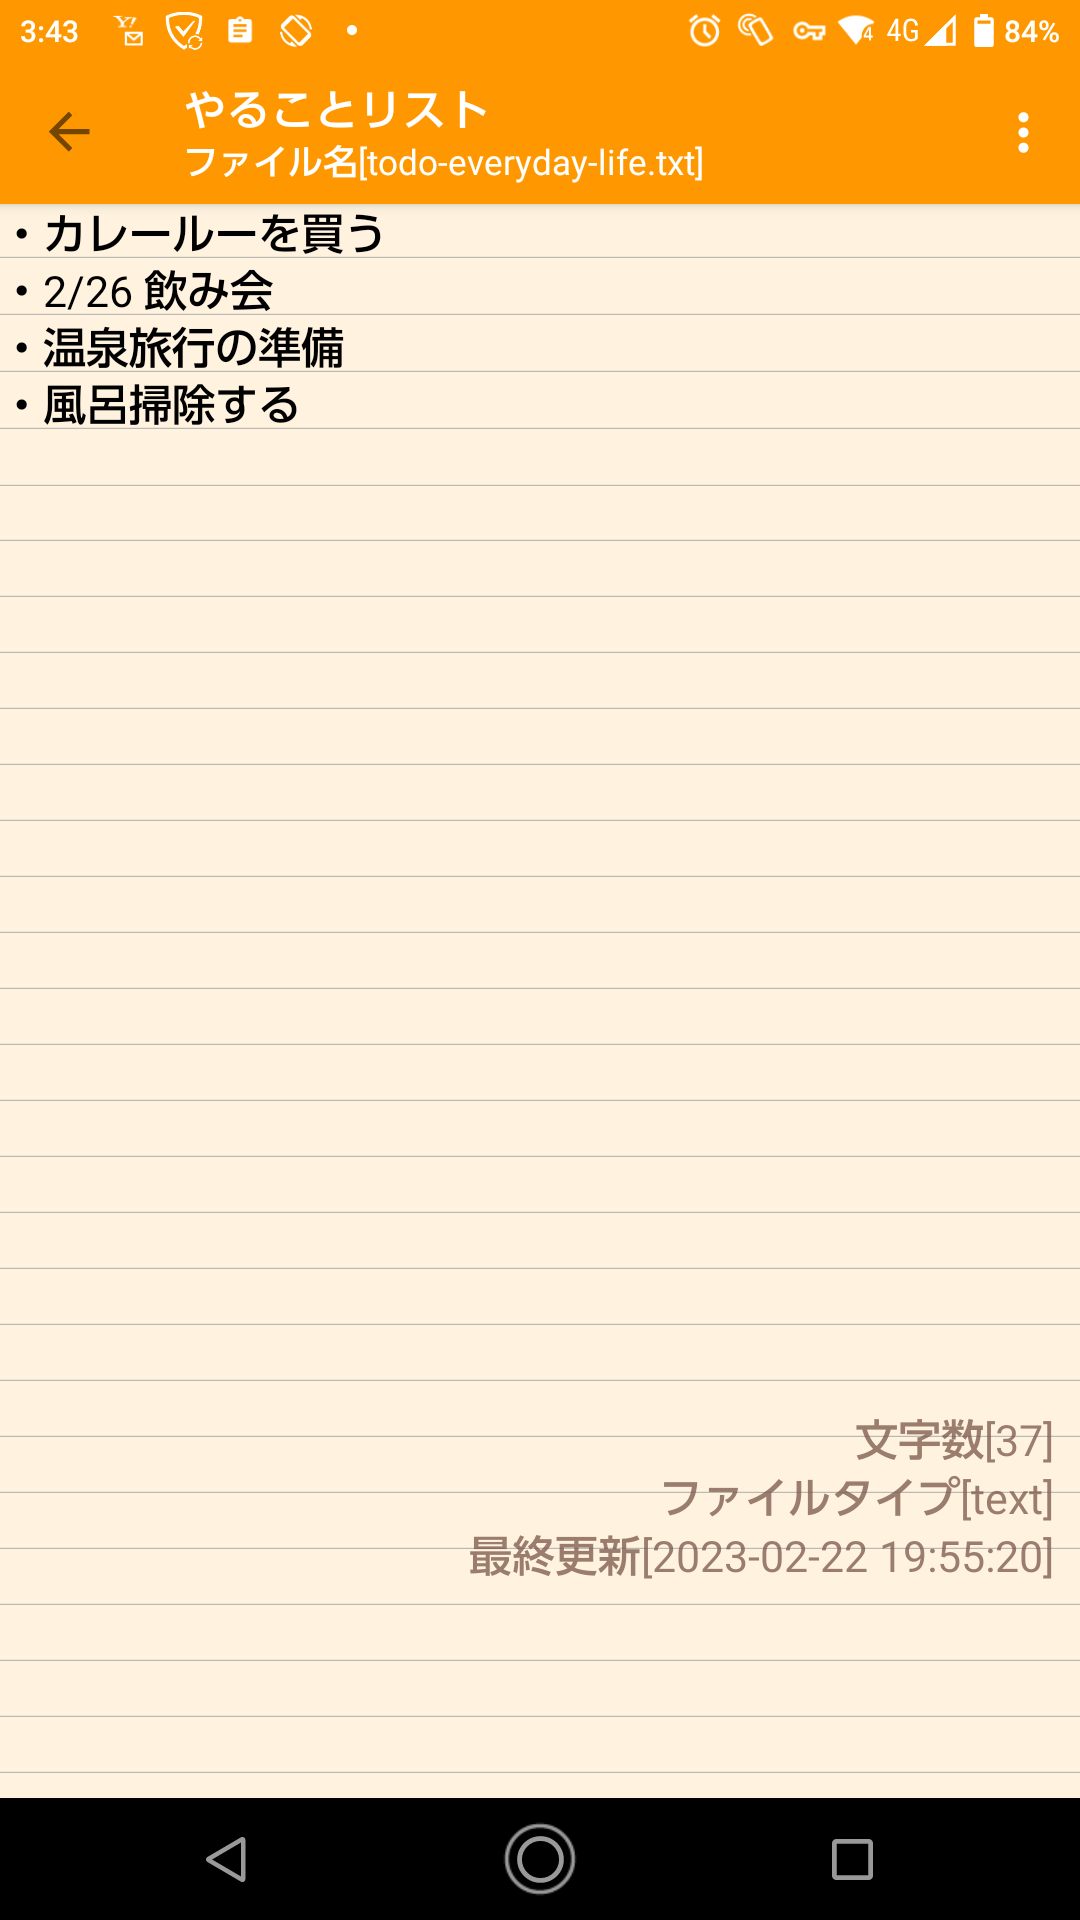 3:43 4G 84%
やることリスト
ファイル名[todo-everyday-life.txt]
・カレールーを買う
・2/26 飲み会
・温泉旅行の準備
・風呂掃除する
文字数[37]
ファイルタイプ[text]
最終更新[2023-02-22 19:55:20]